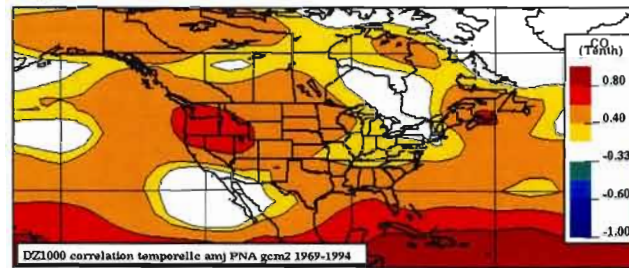 CO
(Tenth)
0.80
0.40
-0.33
-0.60
-1.00
DZ1000 correlation temporelle amj PNA gcm2 1969-1994